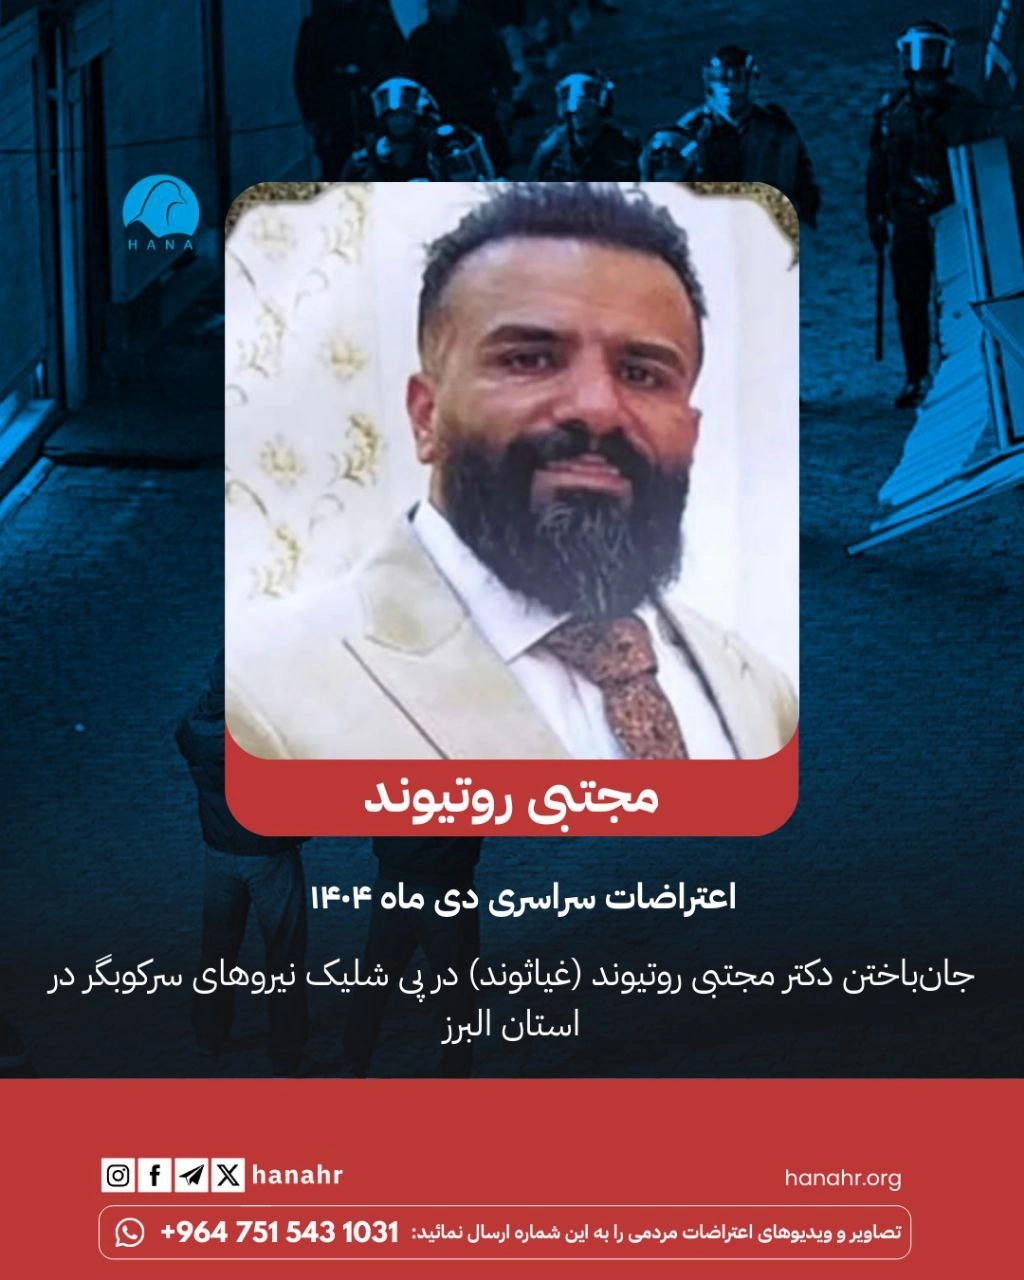 HANA
مجتبی روتیوند
اعتراضات سراسری دی ماه ۱۴۰۴
جان‌باختن دکتر مجتبی روتیوند (غیاثوند) در پی شلیک نیروهای سرکوبگر در
استان البرز
hanahr
hanahr.org
تصاویر و ویدیوهای اعتراضات مردمی را به این شماره ارسال نمائید: +964 751 543 1031